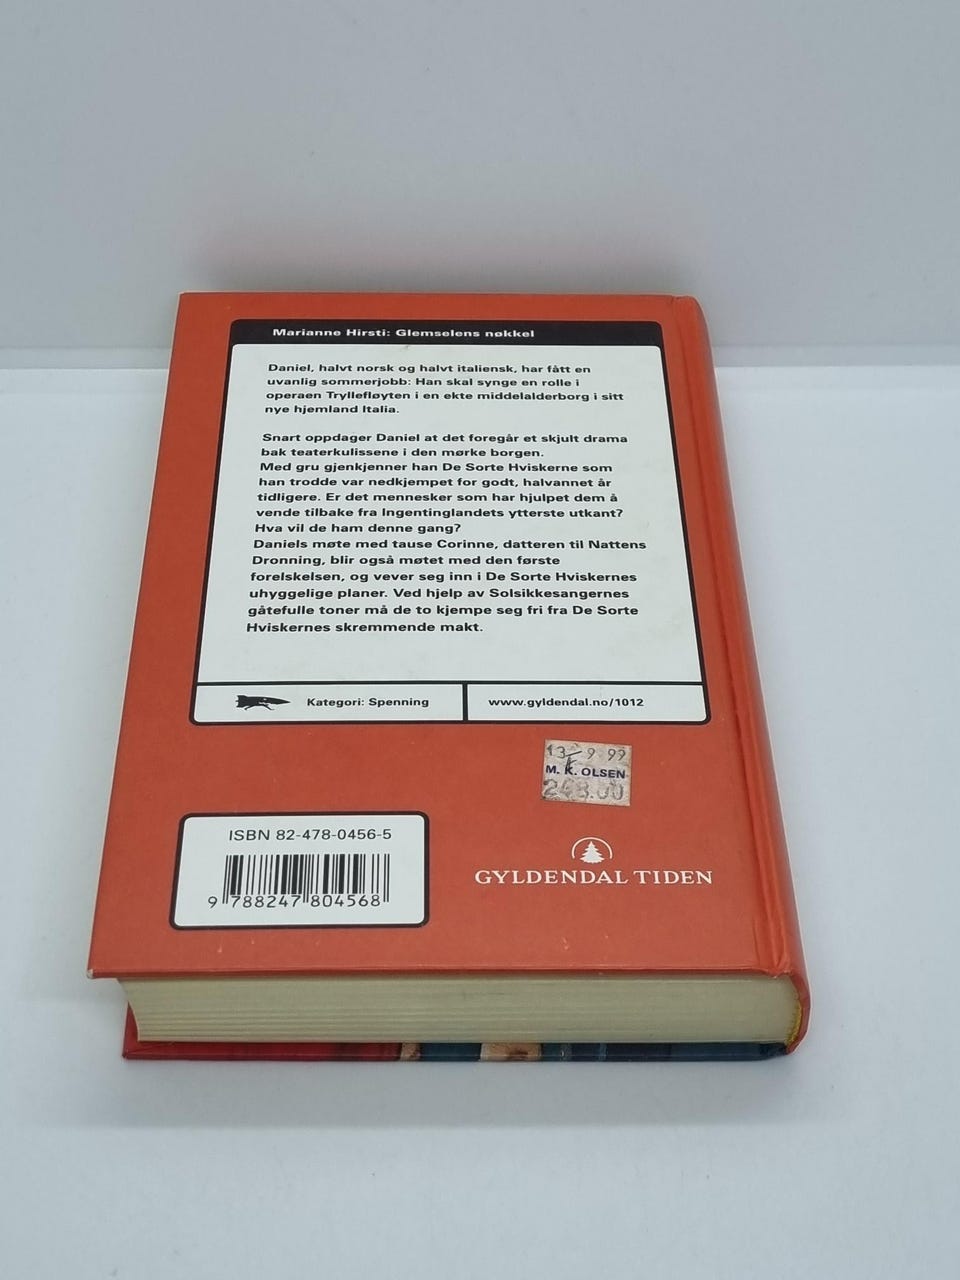 Marianne Hirsti: Glemselens nøkkel
Daniel, halvt norsk og halvt italiensk, har fått en
uvanlig sommerjobb: Han skal synge en rolle i
operaen Tryllefløyten i en ekte middelalderborg i sitt
nye hjemland Italia.
Snart oppdager Daniel at det foregår et skjult drama
bak teaterkulissene i den mørke borgen.
Med gru gjenkjenner han De Sorte Hviskerne som
han trodde var nedkjempet for godt, halvannet år
tidligere. Er det mennesker som har hjulpet dem å
vende tilbake fra Ingentinglandets ytterste utkant?
Hva vil de ham denne gang?
Daniels møte med tause Corinne, datteren til Nattens
Dronning, blir også møtet med den første
forelskelsen, og vever seg inn i De Sorte Hviskernes
uhyggelige planer. Ved hjelp av Solsikkesangernes
gåtefulle toner må de to kjempe seg fri fra De Sorte
Hviskernes skremmende makt.
Kategori: Spenning
www.gyldendal.no/1012
9 99
M. K. OLSEN
ISBN 82-478-0456-5
9 788247 804568
GYLDENDAL TIDEN